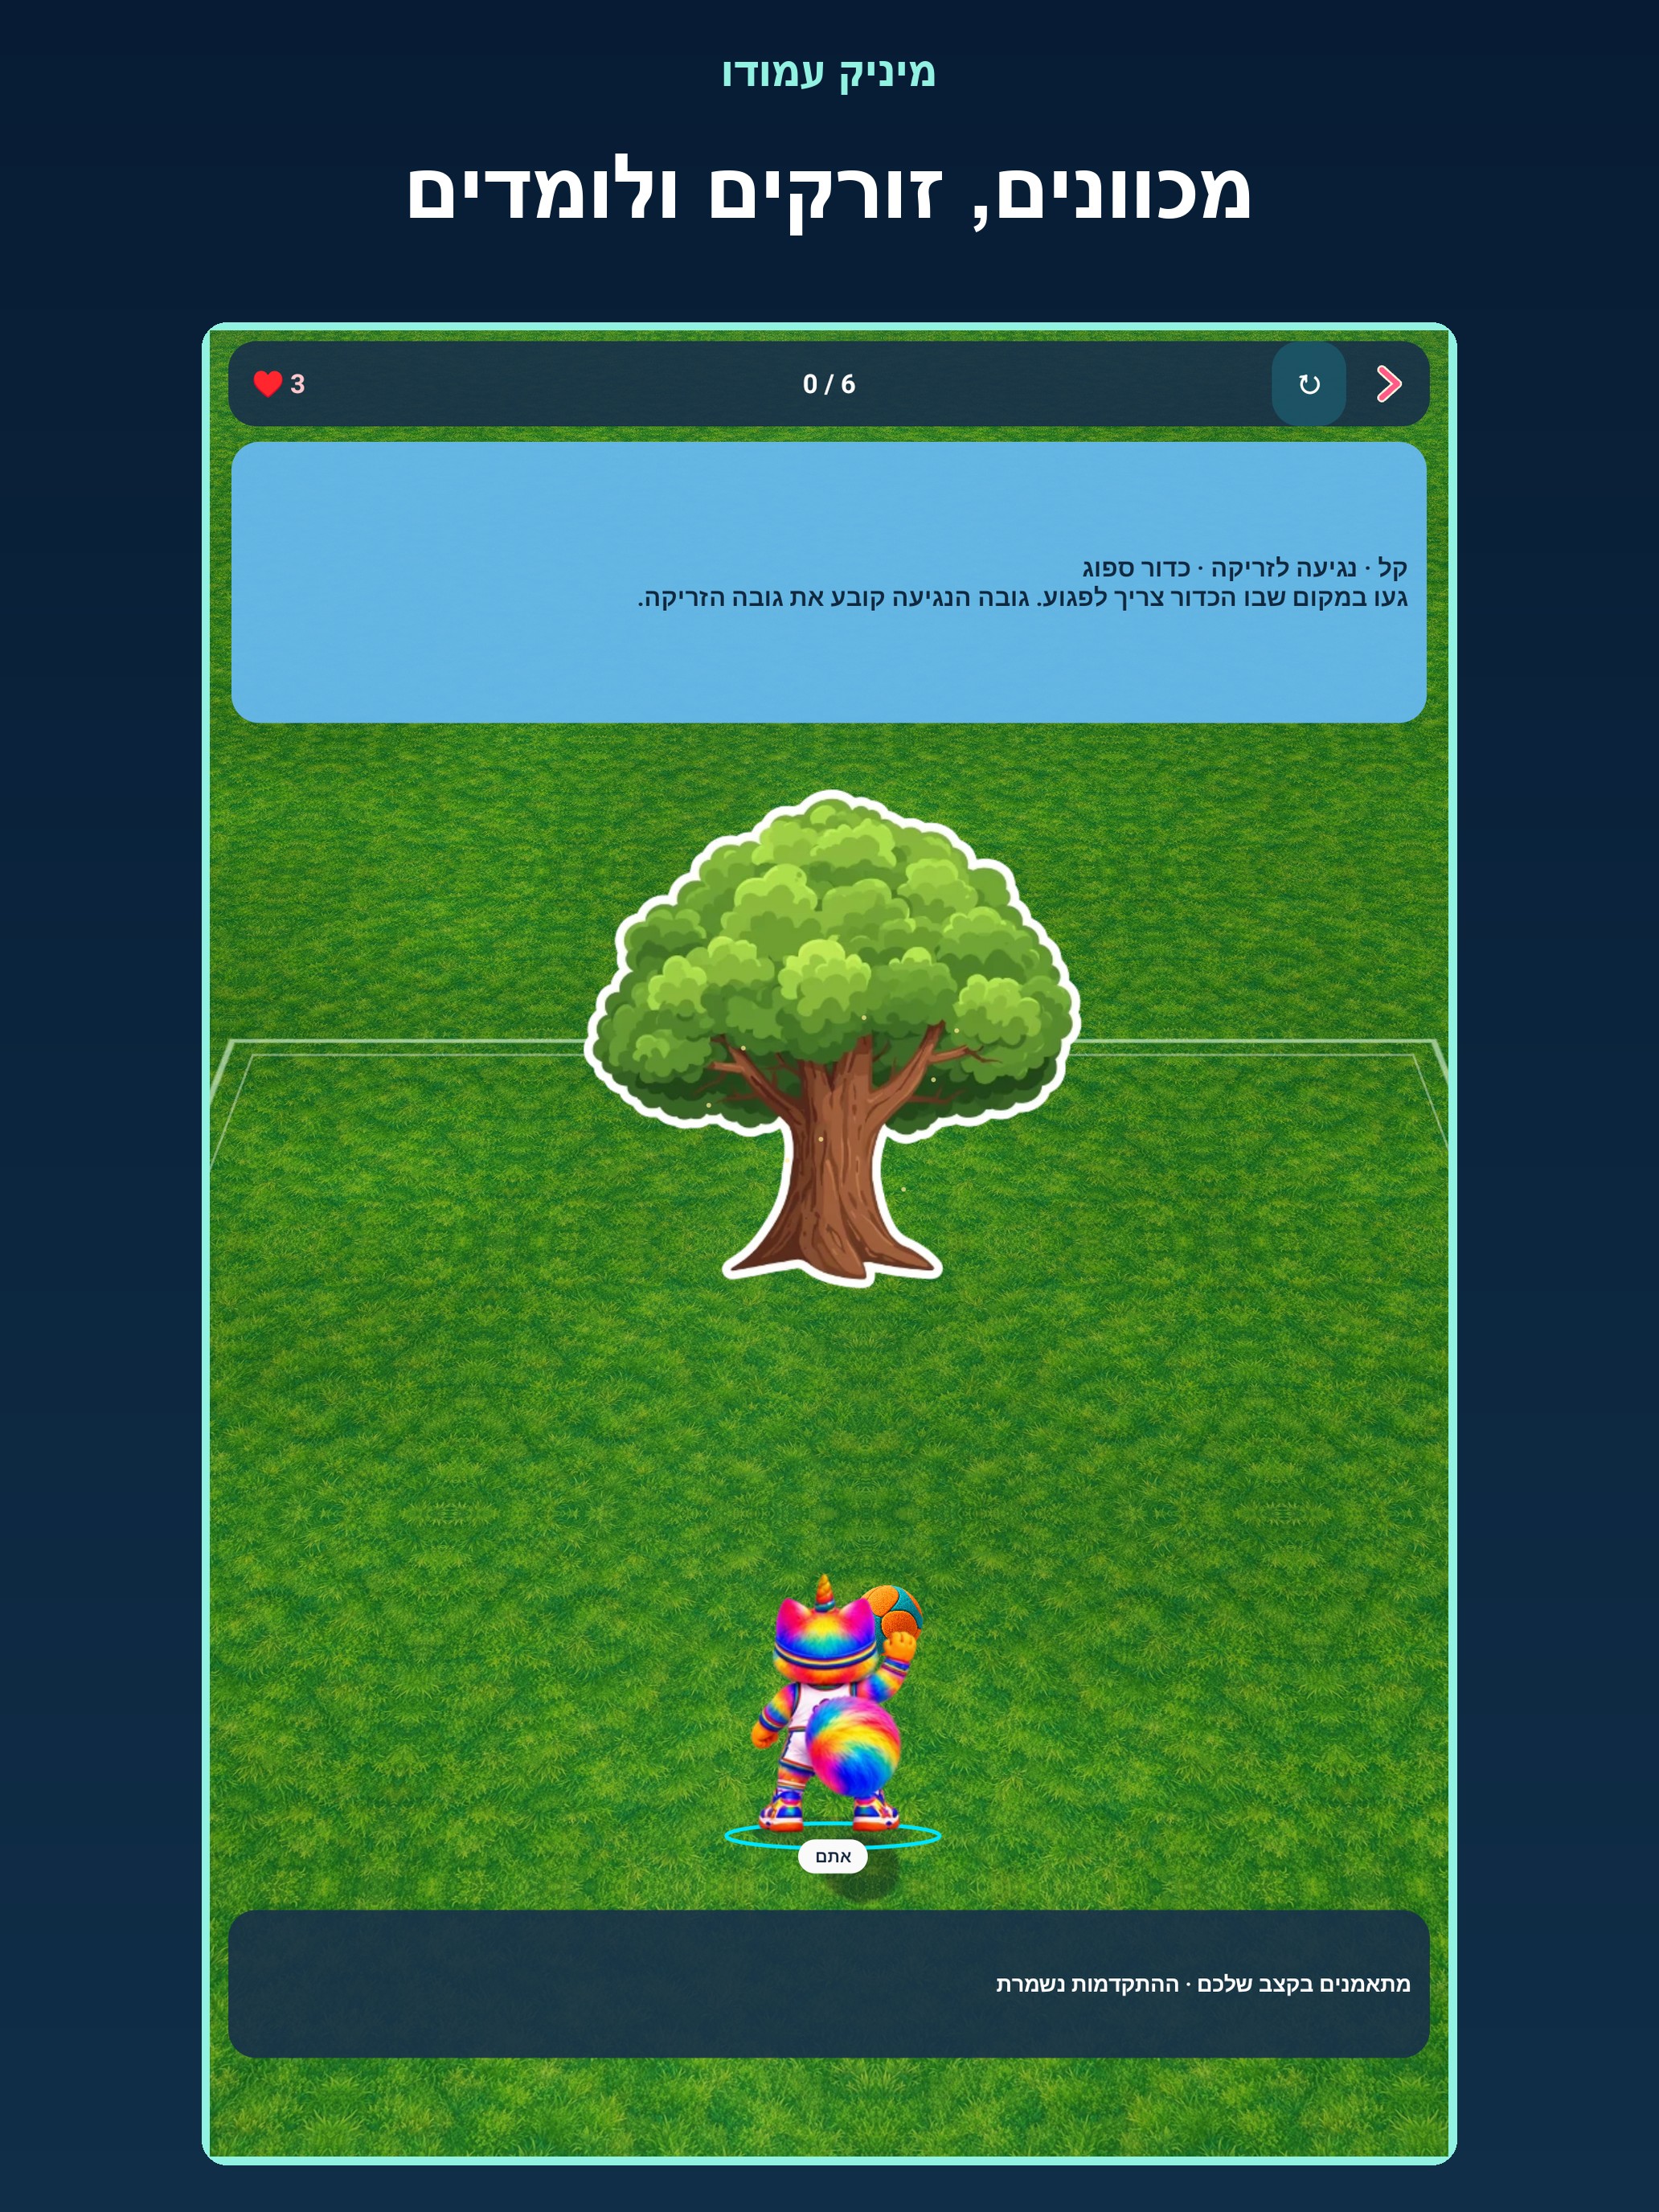 מיניק עמודו
מכוונים, זורקים ולומדים
3
0 / 6
קל · נגיעה לזריקה · כדור ספוג
געו במקום שבו הכדור צריך לפגוע. גובה הנגיעה קובע את גובה הזריקה.
אתם
מתאמנים בקצב שלכם · ההתקדמות נשמרת